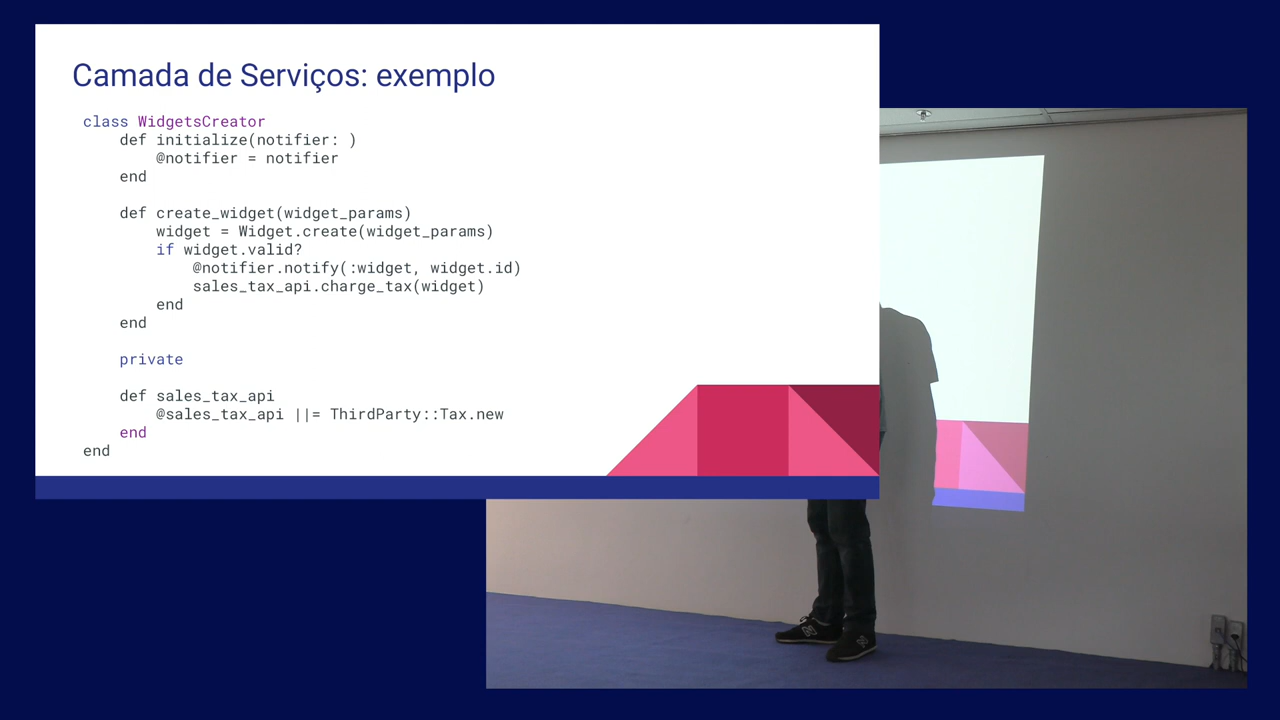 Camada de Serviços: exemplo
class WidgetsCreator
def initialize(notifier: )
@notifier = notifier
end
def create_widget(widget_params)
widget = Widget.create(widget_params)
if widget.valid?
@notifier.notify(:widget, widget.id)
sales_tax_api.charge_tax(widget)
end
end
private
def sales_tax_api
@sales_tax_api ||= ThirdParty::Tax.new
end
end